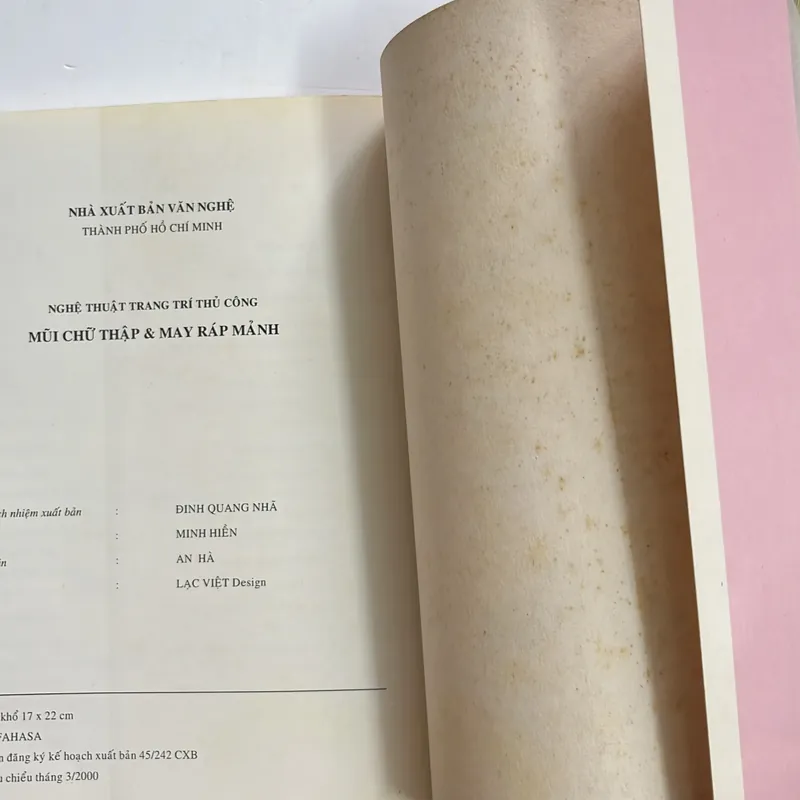 NHÀ XUẤT BẢN VĂN NGHỆ
THÀNH PHỐ HỒ CHÍ MINH
NGHỆ THUẬT TRANG TRÍ THỦ CÔNG
MŨI CHỮ THẬP & MAY RÁP MẢNH
nhiệm xuất bản : ĐINH QUANG NHÃ
: MINH HIỀN
: AN HÀ
: LẠC VIỆT Design
khổ 17 x 22 cm
FAHASA
đăng ký kế hoạch xuất bản 45/242 CXB
chiểu tháng 3/2000